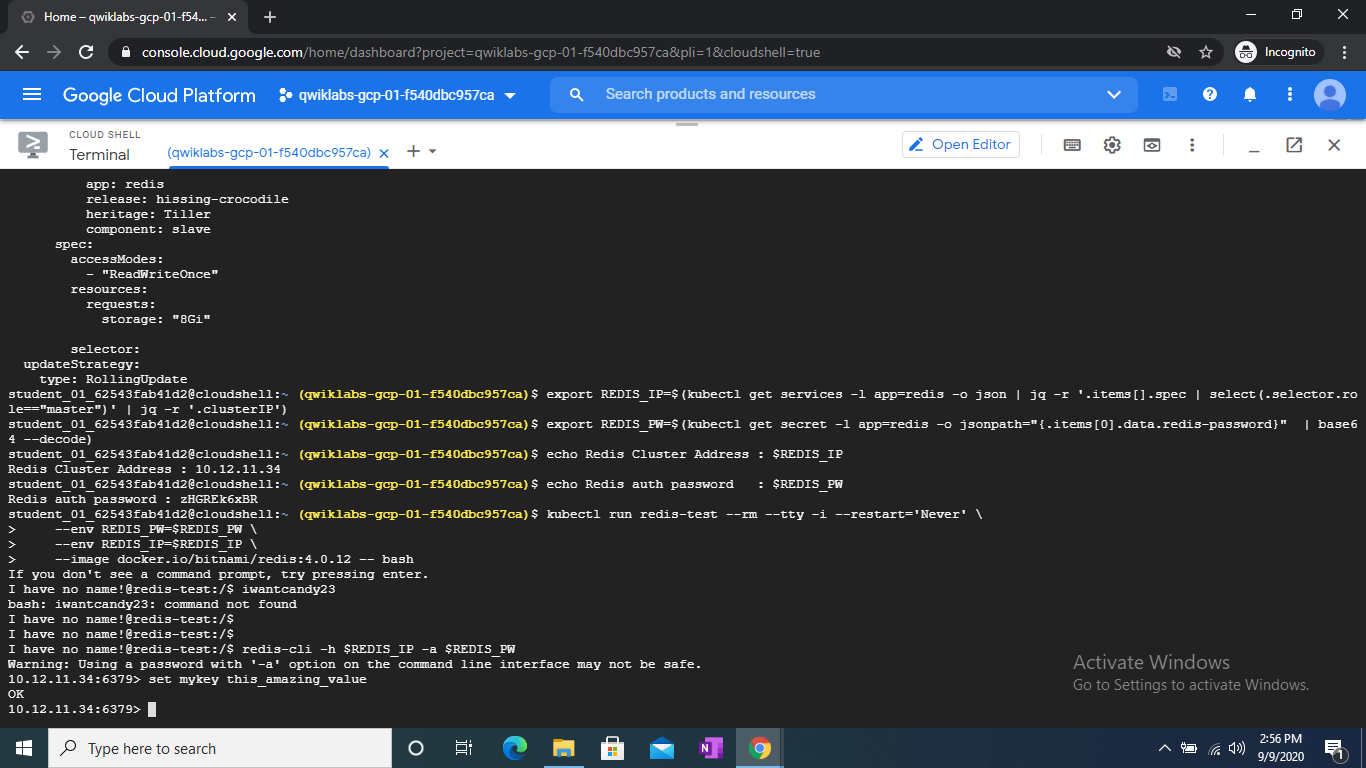 Home – qwiklabs-gcp-01-f54... –
console.cloud.google.com/home/dashboard?project=qwiklabs-gcp-01-f540dbc957ca&pli=1&cloudshell=true
Incognito
Google Cloud Platform
qwiklabs-gcp-01-f540dbc957ca
Search products and resources
CLOUD SHELL
Terminal
(qwiklabs-gcp-01-f540dbc957ca)
Open Editor
app: redis
release: hissing-crocodile
heritage: Tiller
component: slave
spec:
accessModes:
- "ReadWriteOnce"
resources:
requests:
storage: "8Gi"
selector:
updateStrategy:
type: RollingUpdate
student_01_62543fab41d2@cloudshell:~ (qwiklabs-gcp-01-f540dbc957ca)$ export REDIS_IP=$(kubectl get services -l app=redis -o json | jq -r '.items[].spec | select(.selector.ro
le=="master")' | jq -r '.clusterIP')
student_01_62543fab41d2@cloudshell:~ (qwiklabs-gcp-01-f540dbc957ca)$ export REDIS_PW=$(kubectl get secret -l app=redis -o jsonpath="{.items[0].data.redis-password}"  | base6
4 --decode)
student_01_62543fab41d2@cloudshell:~ (qwiklabs-gcp-01-f540dbc957ca)$ echo Redis Cluster Address : $REDIS_IP
Redis Cluster Address : 10.12.11.34
student_01_62543fab41d2@cloudshell:~ (qwiklabs-gcp-01-f540dbc957ca)$ echo Redis auth password   : $REDIS_PW
Redis auth password : zHGREk6xBR
student_01_62543fab41d2@cloudshell:~ (qwiklabs-gcp-01-f540dbc957ca)$ kubectl run redis-test --rm --tty -i --restart='Never' \
>     --env REDIS_PW=$REDIS_PW \
>     --env REDIS_IP=$REDIS_IP \
>     --image docker.io/bitnami/redis:4.0.12 -- bash
If you don't see a command prompt, try pressing enter.
I have no name!@redis-test:/$ iwantcandy23
bash: iwantcandy23: command not found
I have no name!@redis-test:/$
I have no name!@redis-test:/$
I have no name!@redis-test:/$ redis-cli -h $REDIS_IP -a $REDIS_PW
Warning: Using a password with '-a' option on the command line interface may not be safe.
10.12.11.34:6379> set mykey this_amazing_value
OK
10.12.11.34:6379>
Activate Windows
Go to Settings to activate Windows.
Type here to search
N
2:56 PM
9/9/2020
1